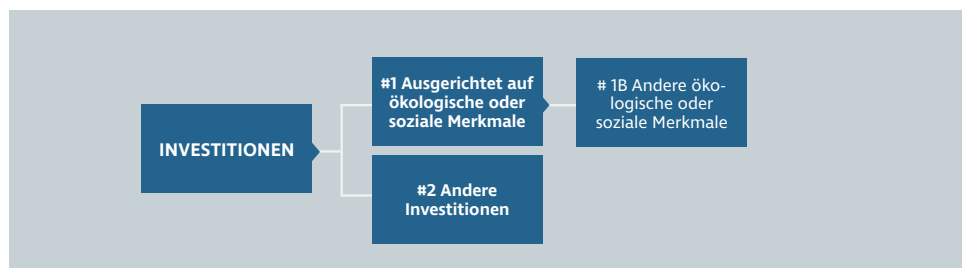 INVESTITIONEN
#1 Ausgerichtet auf
ökologische oder
soziale Merkmale
# 1B Andere öko-
logische oder
soziale Merkmale
#2 Andere
Investitionen